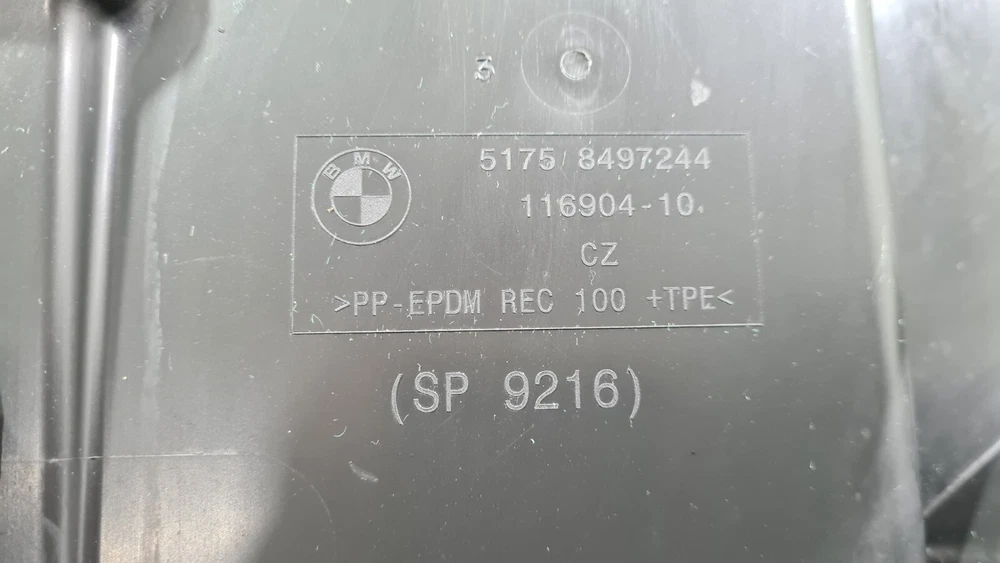 3
BMW
5175 8497244
116904-10
CZ
>PP-EPDM REC 100 +TPE<
(SP 9216)